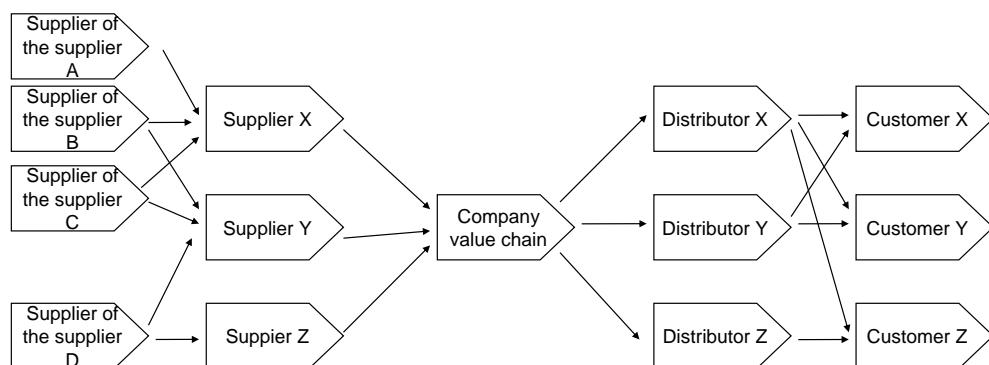 Supplier of
the supplier
A
Supplier of
the supplier
B
Supplier of
the supplier
C
Supplier of
the supplier
D
Supplier X
Supplier Y
Suppier Z
Company
value chain
Distributor X
Distributor Y
Distributor Z
Customer X
Customer Y
Customer Z